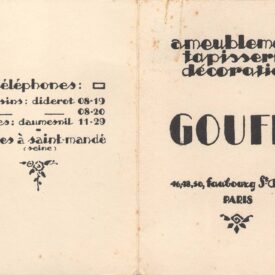 éléphones:
sins: diderot 08-19
08-20
es: daumesnil 11-29
es à saint-mandé
(seine)
ameubleme
tapisser
décoratio
GOUFF
46,48,50, faubourg St
PARIS